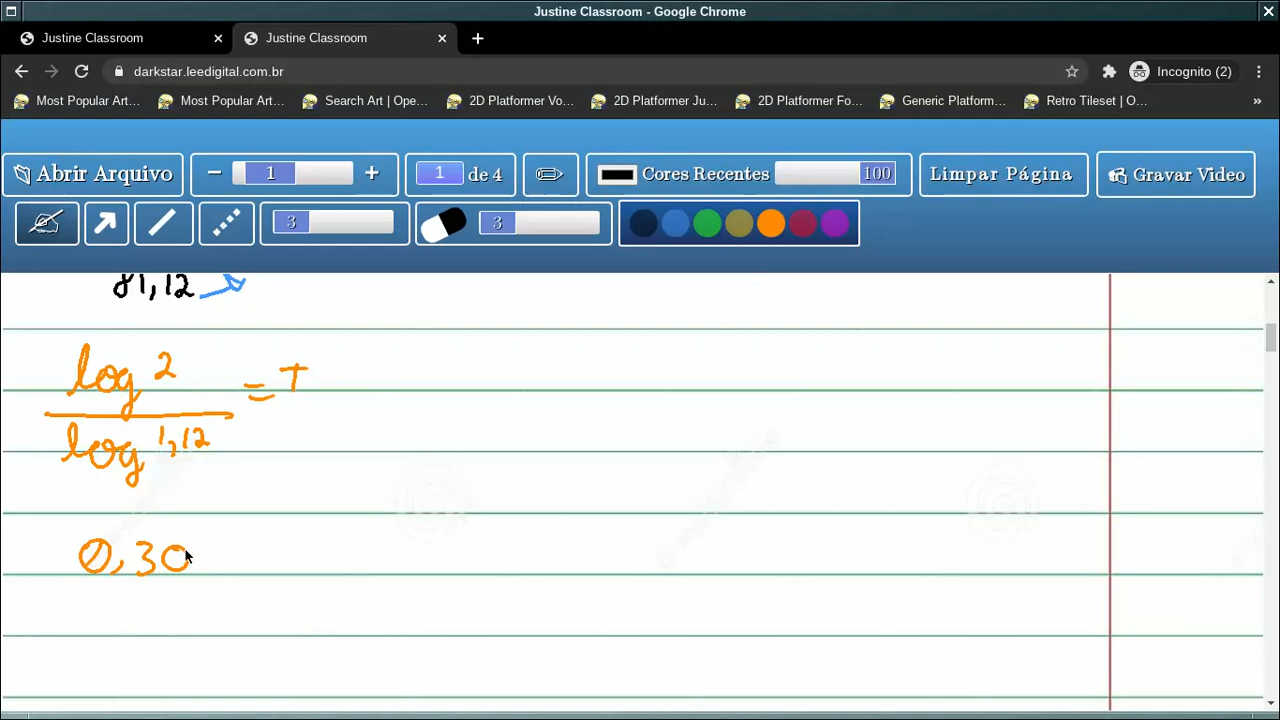 Justine Classroom - Google Chrome
Justine Classroom × Justine Classroom × +
darkstar.leedigital.com.br Incognito (2)
Most Popular Art... Most Popular Art... Search Art | Ope... 2D Platformer Vo... 2D Platformer Ju... 2D Platformer Fo... Generic Platform... Retro Tileset | O... »
Abrir Arquivo − 1 + 1 de 4 Cores Recentes 100 Limpar Página Gravar Video
3 3
81,12
log 2
= T
log 1,12
0,30